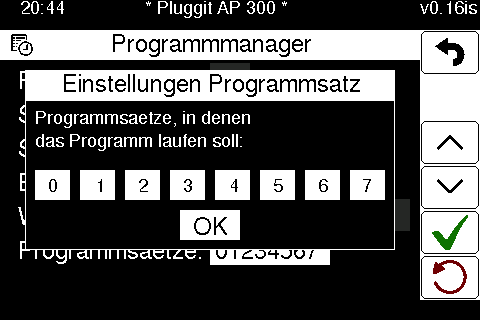 20:44 * Pluggit AP 300 * v0.16is
Programmmanager
Einstellungen Programmsatz
Programmsaetze, in denen
das Programm laufen soll:
0 1 2 3 4 5 6 7
OK
Programmsaetze: 01234567